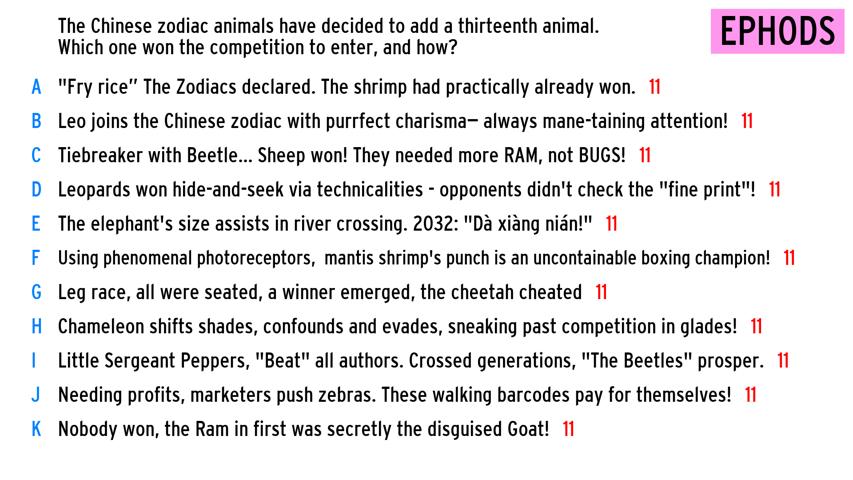 The Chinese zodiac animals have decided to add a thirteenth animal.
Which one won the competition to enter, and how?
EPHODS
A "Fry rice” The Zodiacs declared. The shrimp had practically already won. 11
B Leo joins the Chinese zodiac with purrfect charisma— always mane-taining attention! 11
C Tiebreaker with Beetle... Sheep won! They needed more RAM, not BUGS! 11
D Leopards won hide-and-seek via technicalities - opponents didn't check the "fine print"! 11
E The elephant's size assists in river crossing. 2032: "Dà xiàng nián!" 11
F Using phenomenal photoreceptors, mantis shrimp's punch is an uncontainable boxing champion! 11
G Leg race, all were seated, a winner emerged, the cheetah cheated 11
H Chameleon shifts shades, confounds and evades, sneaking past competition in glades! 11
I Little Sergeant Peppers, "Beat" all authors. Crossed generations, "The Beetles" prosper. 11
J Needing profits, marketers push zebras. These walking barcodes pay for themselves! 11
K Nobody won, the Ram in first was secretly the disguised Goat! 11